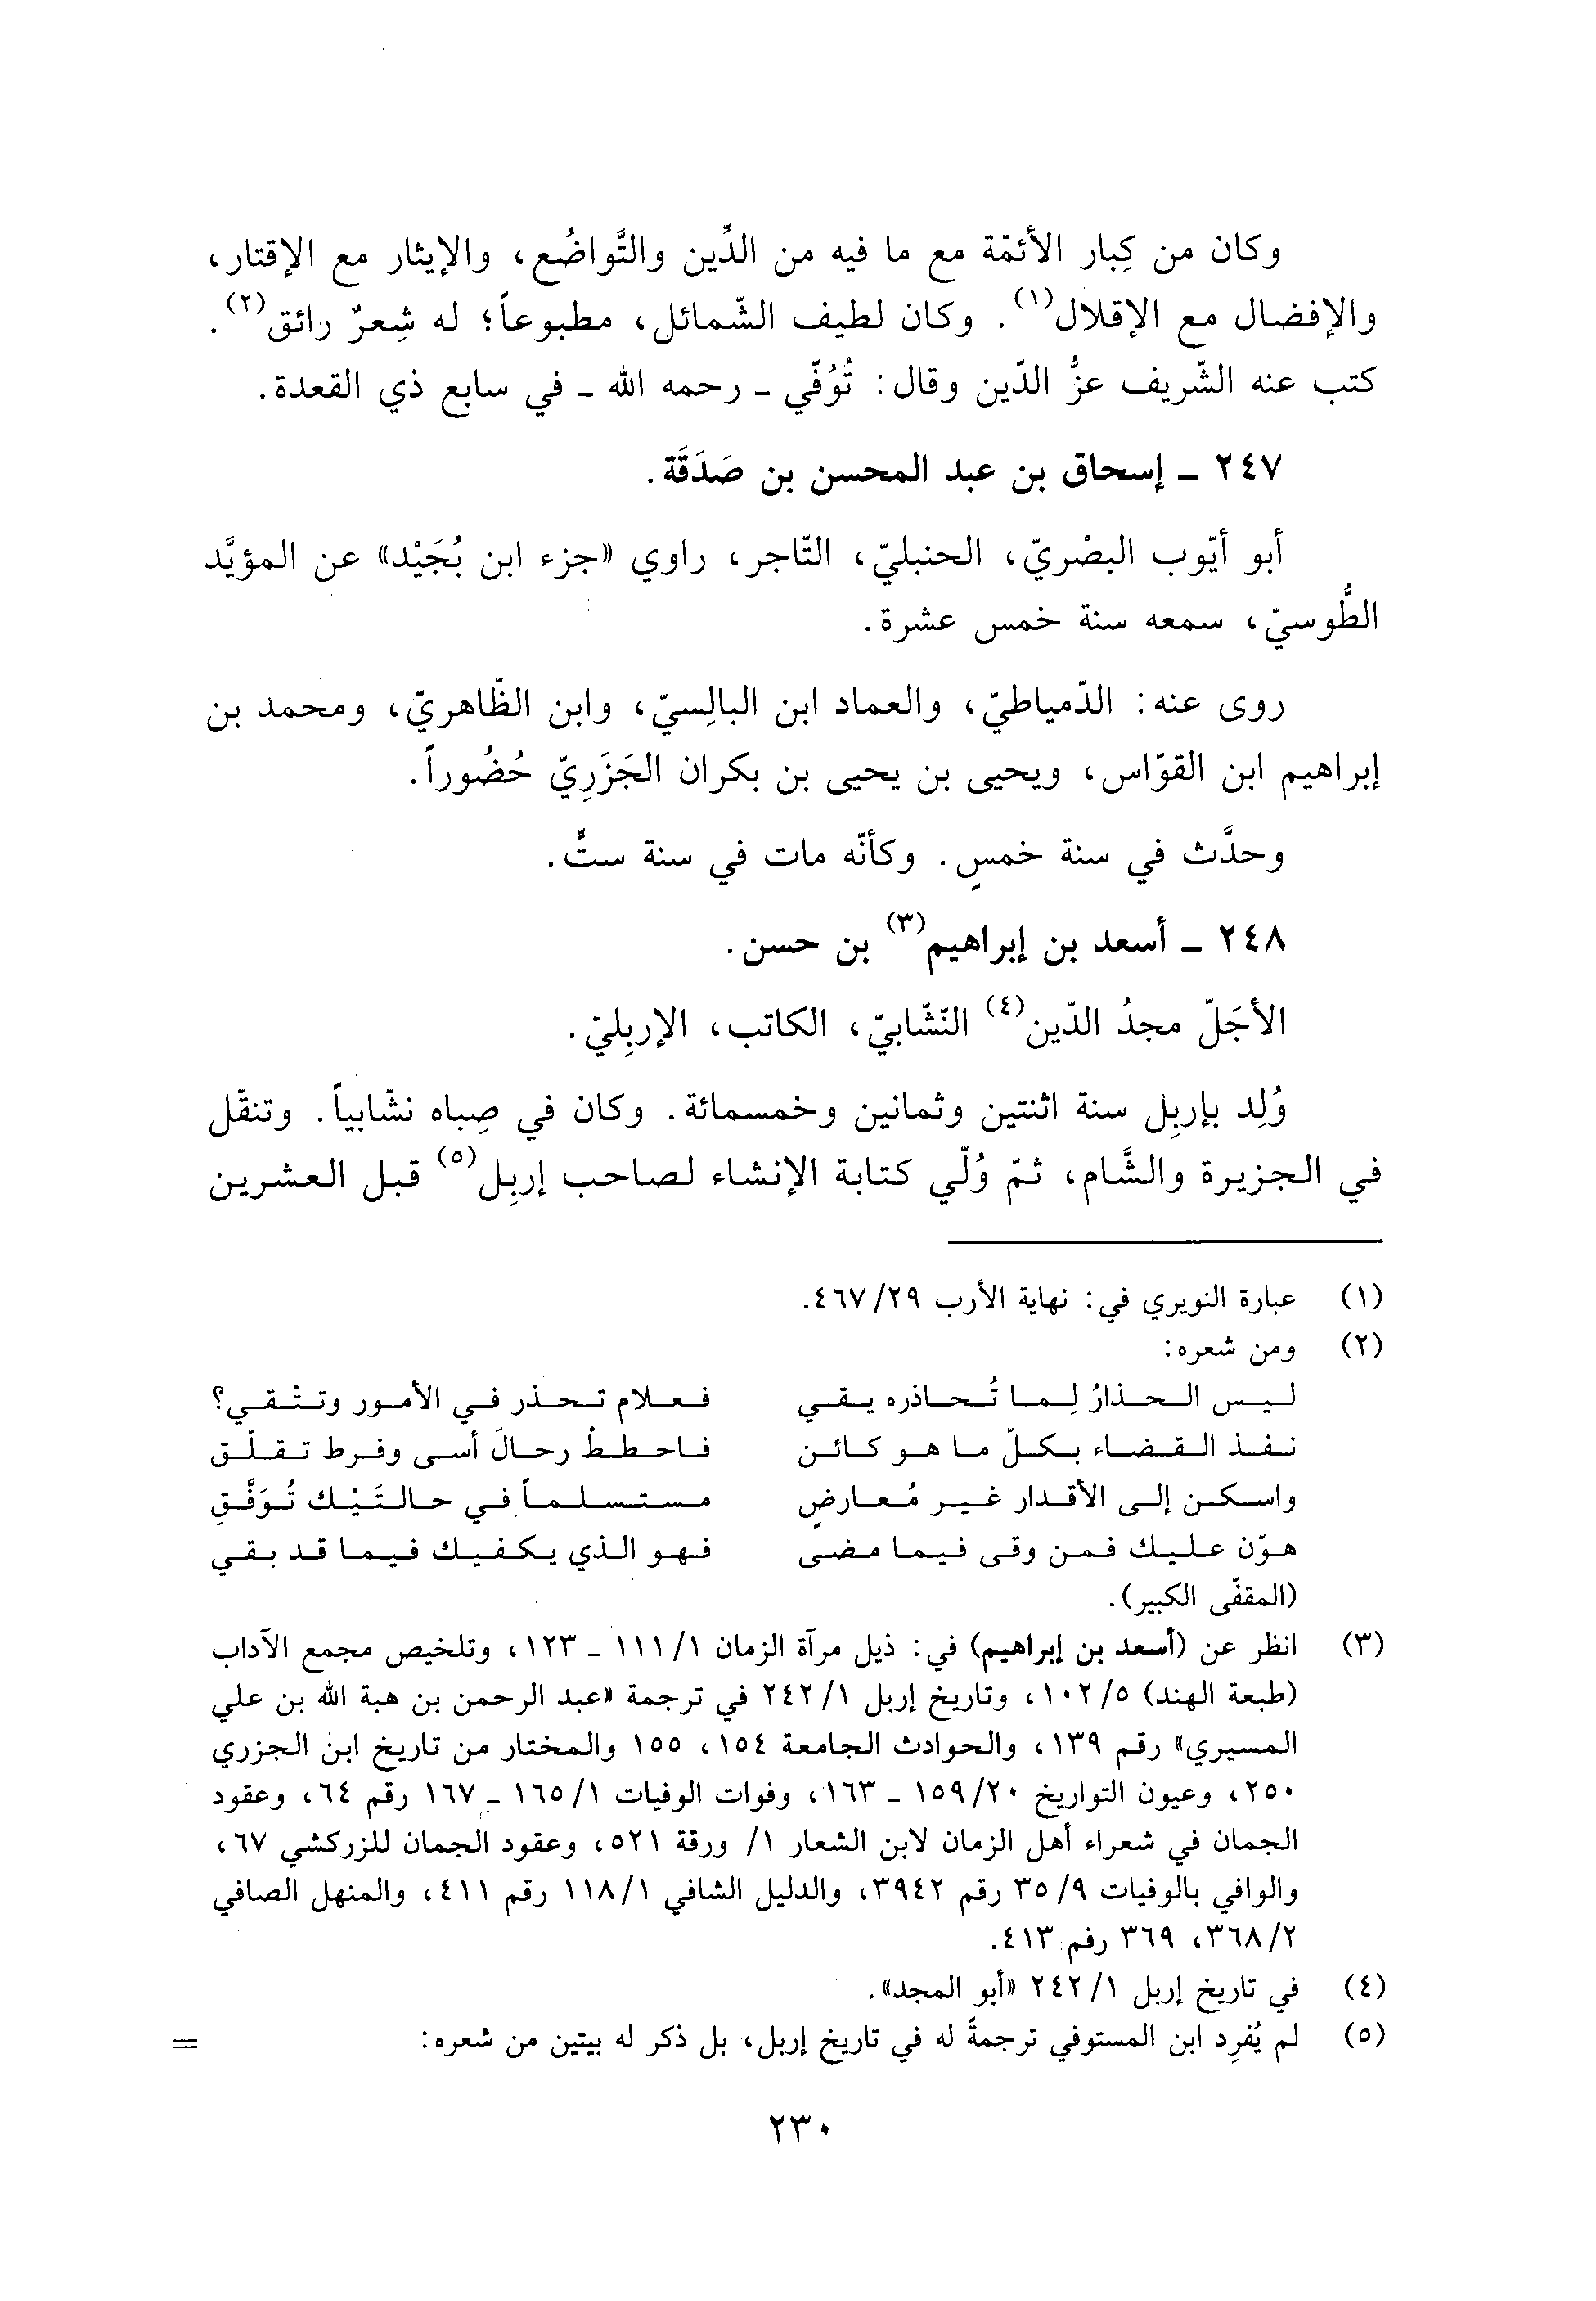 وكان من كِبار الأئمّة مع ما فيه من الدِّين والتَّواضُع، والإيثار مع الإقتار،
والإفضال مع الإقلال(١). وكان لطيف الشّمائل، مطبوعاً؛ له شِعرٌ رائق(٢).
كتب عنه الشّريف عزُّ الدّين وقال: تُوُفّي ـ رحمه الله ـ في سابع ذي القعدة.
٢٤٧ ـ إسحاق بن عبد المحسن بن صَدَقَة.
أبو أيّوب البصْريّ، الحنبليّ، التّاجر، راوي «جزء ابن بُجَيْد» عن المؤيَّد
الطُّوسيّ، سمعه سنة خمس عشرة.
روى عنه: الدّمياطيّ، والعماد ابن البالِسيّ، وابن الظّاهريّ، ومحمد بن
إبراهيم ابن القوّاس، ويحيى بن يحيى بن بكران الجَزَرِيّ حُضُوراً.
وحدَّث في سنة خمسٍ. وكأنّه مات في سنة ستٍّ.
٢٤٨ ـ أسعد بن إبراهيم(٣) بن حسن.
الأجَلّ مجدُ الدّين(٤) النّشّابيّ، الكاتب، الإربِليّ.
وُلِد بإربِل سنة اثنتين وثمانين وخمسمائة. وكان في صِباه نشّابياً. وتنقّل
في الجزيرة والشَّام، ثمّ وُلّي كتابة الإنشاء لصاحب إربِل(٥) قبل العشرين
(١) عبارة النويري في: نهاية الأرب ٤٦٧/٢٩.
(٢) ومن شعره:
ليس الحذارُ لِما تُحاذره يقي فعلام تحذر في الأمور وتتّقي؟
نفذ القضاء بكلّ ما هو كائن فاحططْ رحالَ أسى وفرط تقلّق
واسكن إلى الأقدار غير مُعارضٍ مستسلماً في حالتَيْك تُوَفَّقِ
هوّن عليك فمن وقى فيما مضى فهو الذي يكفيك فيما قد بقي
(المقفّى الكبير).
(٣) انظر عن (أسعد بن إبراهيم) في: ذيل مرآة الزمان ١١١/١ ـ ١٢٣، وتلخيص مجمع الآداب
(طبعة الهند) ١٠٢/٥، وتاريخ إربل ٢٤٢/١ في ترجمة «عبد الرحمن بن هبة الله بن علي
المسيري» رقم ١٣٩، والحوادث الجامعة ١٥٤، ١٥٥ والمختار من تاريخ ابن الجزري
٢٥٠، وعيون التواريخ ١٥٩/٢٠ ـ ١٦٣، وفوات الوفيات ١٦٥/١ ـ ١٦٧ رقم ٦٤، وعقود
الجمان في شعراء أهل الزمان لابن الشعار ١/ ورقة ٥٢١، وعقود الجمان للزركشي ٦٧،
والوافي بالوفيات ٣٥/٩ رقم ٣٩٤٢، والدليل الشافي ١١٨/١ رقم ٤١١، والمنهل الصافي
٣٦٨/٢، ٣٦٩ رقم ٤١٣.
(٤) في تاريخ إربل ٢٤٢/١ «أبو المجد».
(٥) لم يُفرِد ابن المستوفي ترجمةً له في تاريخ إربل، بل ذكر له بيتين من شعره: =
٢٣٠